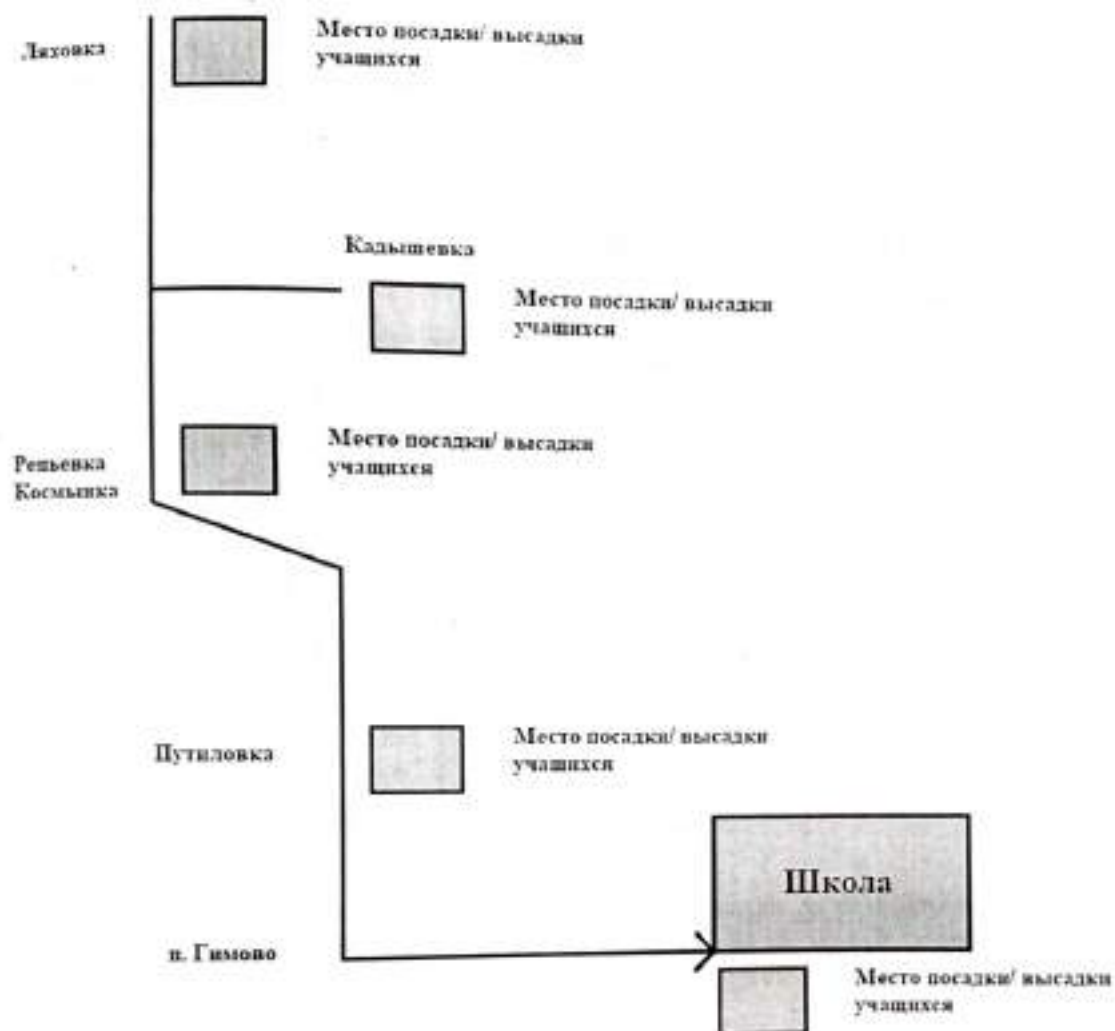 Ляховка
Место посадки/ высадки
учащихся
Кадышевка
Место посадки/ высадки
учащихся
Репьевка
Космынка
Место посадки/ высадки
учащихся
Путиловка
Место посадки/ высадки
учащихся
Школа
п. Гимово
Место посадки/ высадки
учащихся